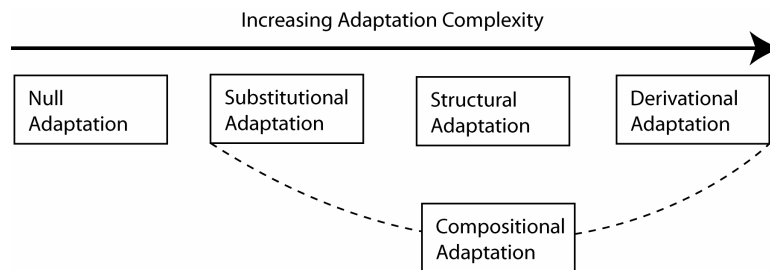 Increasing Adaptation Complexity
Null
Adaptation
Substitutional
Adaptation
Structural
Adaptation
Derivational
Adaptation
Compositional
Adaptation